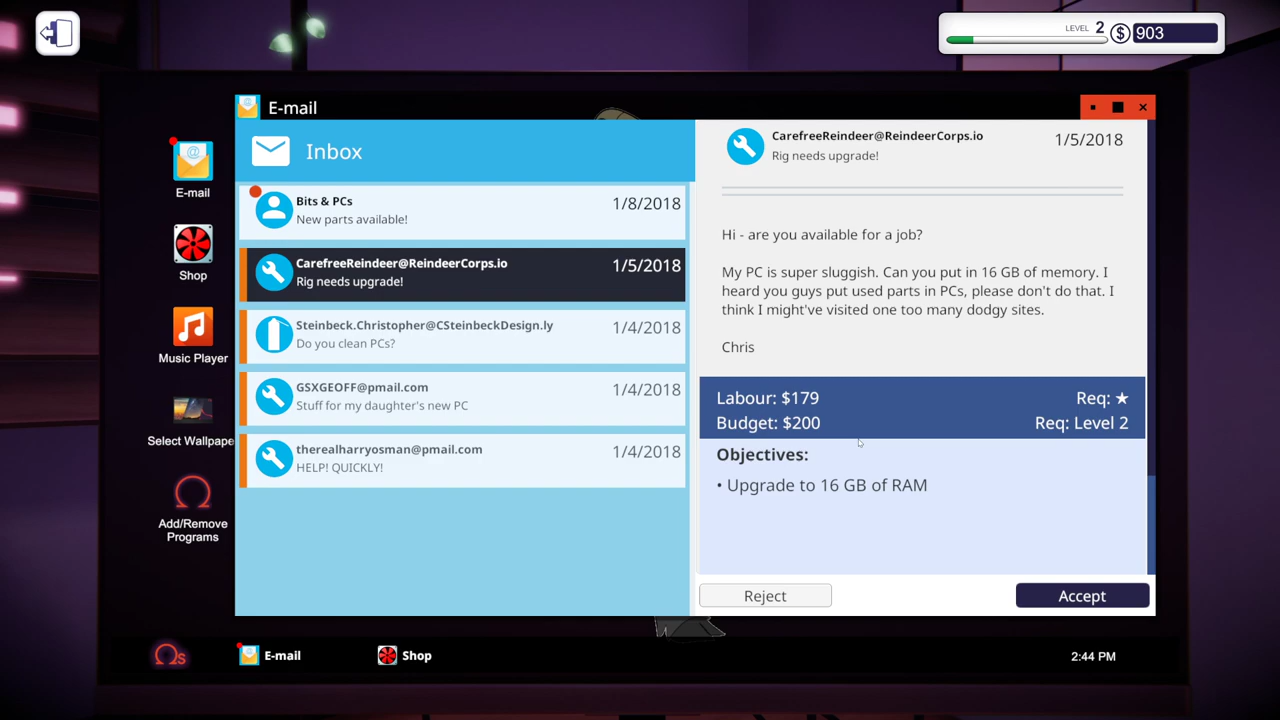 LEVEL 2
$ 903
E-mail
Inbox
Bits & PCs
1/8/2018
New parts available!
CarefreeReindeer@ReindeerCorps.io
1/5/2018
Rig needs upgrade!
Steinbeck.Christopher@CSteinbeckDesign.ly
1/4/2018
Do you clean PCs?
GSXGEOFF@pmail.com
1/4/2018
Stuff for my daughter's new PC
therealharryosman@pmail.com
1/4/2018
HELP! QUICKLY!
CarefreeReindeer@ReindeerCorps.io
1/5/2018
Rig needs upgrade!
Hi - are you available for a job?
My PC is super sluggish. Can you put in 16 GB of memory. I
heard you guys put used parts in PCs, please don't do that. I
think I might've visited one too many dodgy sites.
Chris
Labour: $179
Req: ★
Budget: $200
Req: Level 2
Objectives:
• Upgrade to 16 GB of RAM
Reject
Accept
E-mail
Shop
Music Player
Select Wallpape
Add/Remove
Programs
Ωs
E-mail
Shop
2:44 PM